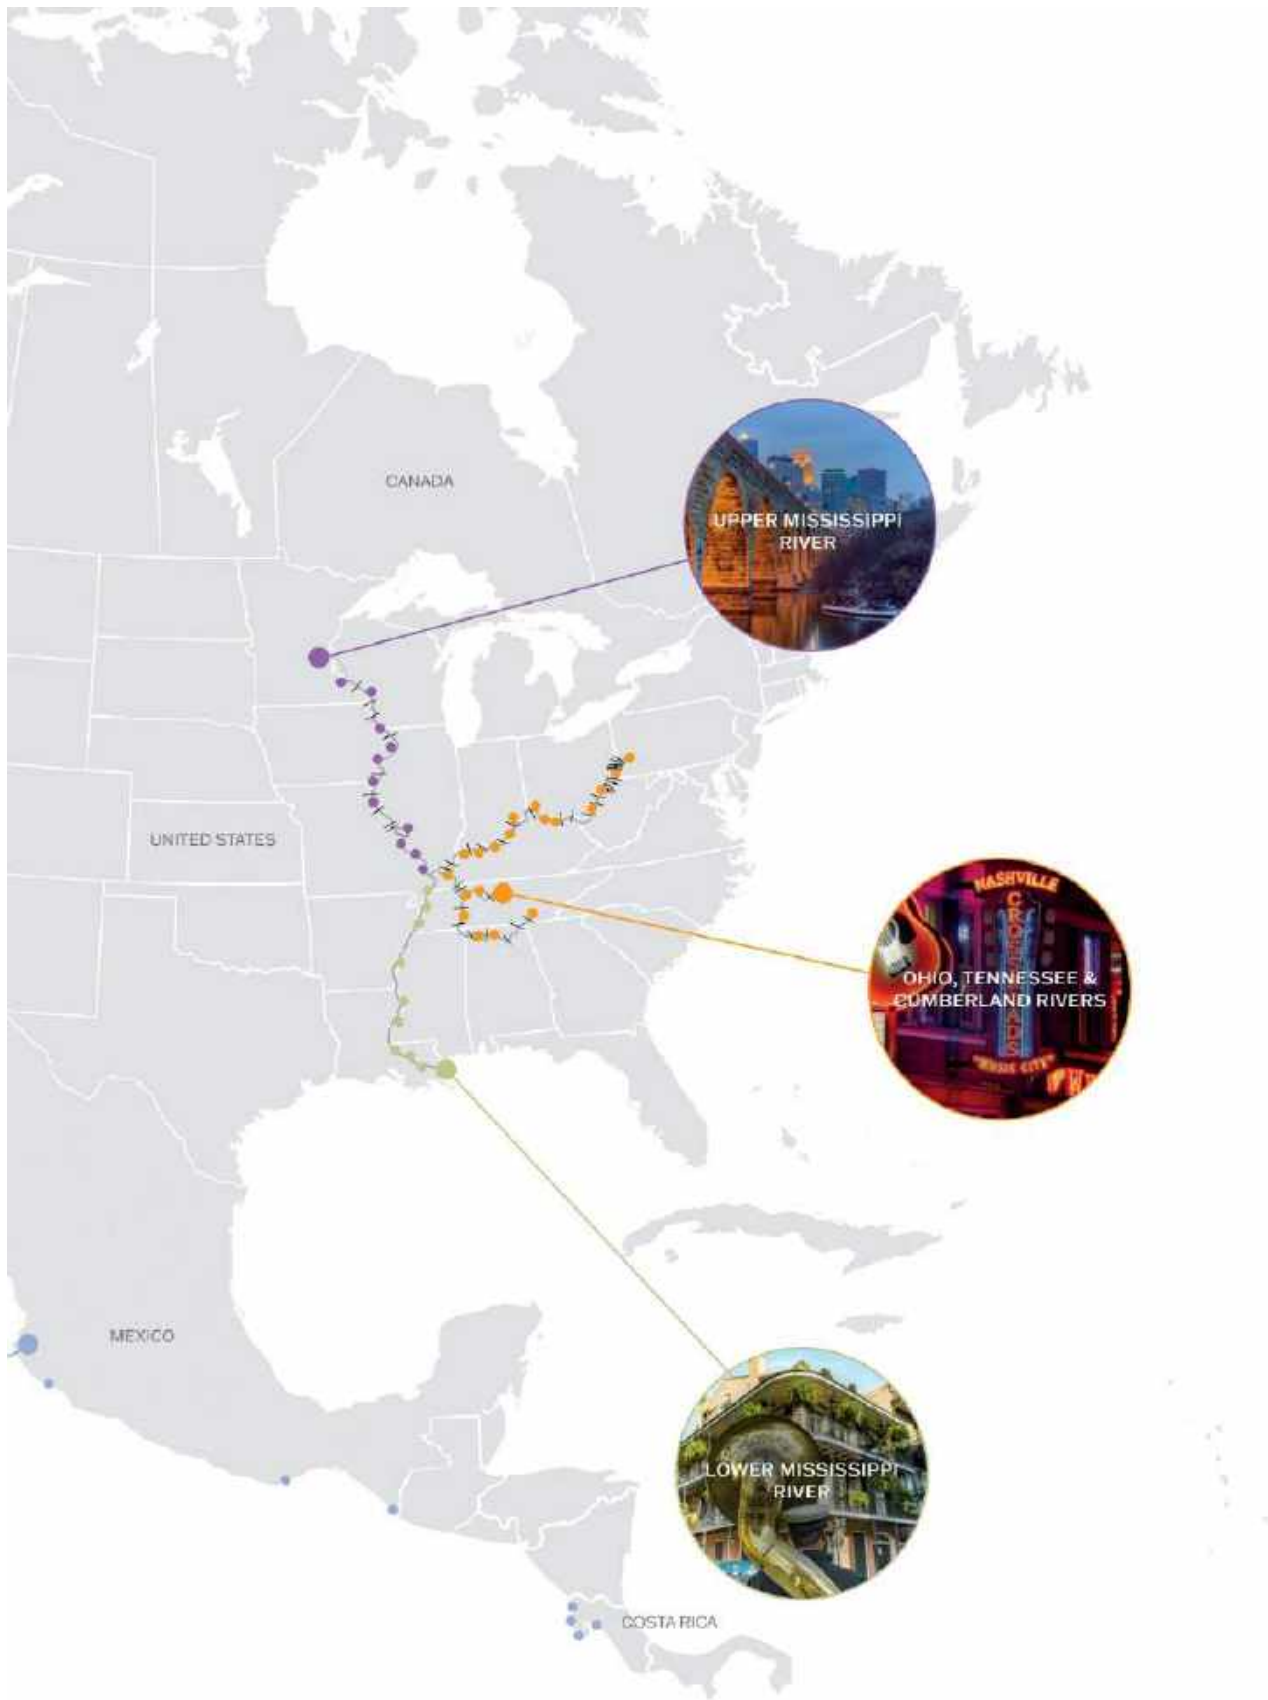 CANADA
UPPER MISSISSIPPI
RIVER
UNITED STATES
NASHVILLE
CROSSROADS
OHIO, TENNESSEE &
CUMBERLAND RIVERS
"MUSIC CITY"
MEXICO
LOWER MISSISSIPPI
RIVER
COSTA RICA